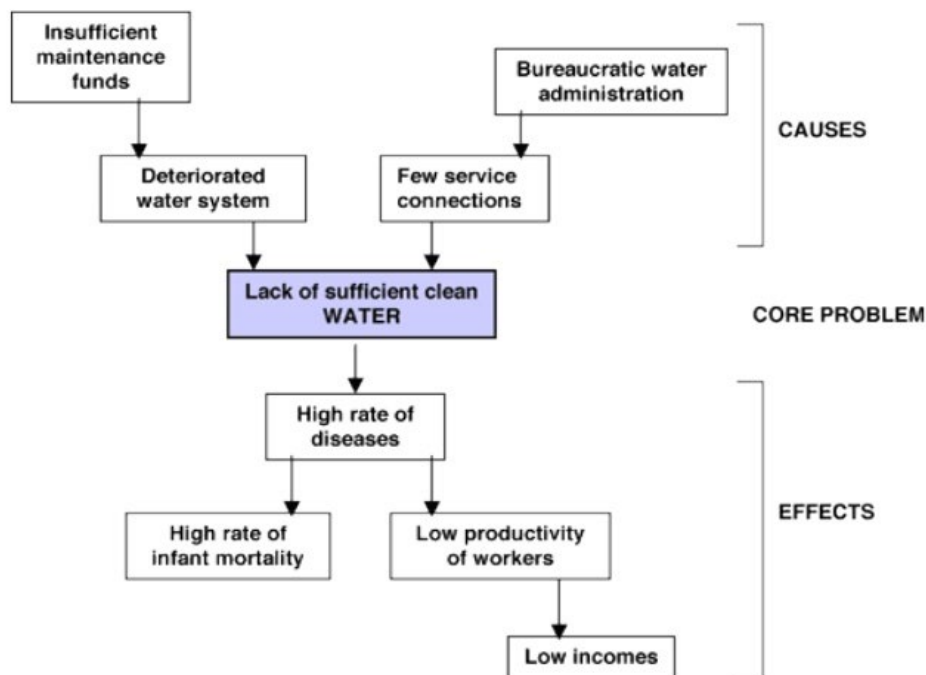 Insufficient
maintenance
funds
Bureaucratic water
administration
CAUSES
Deteriorated
water system
Few service
connections
Lack of sufficient clean
WATER
CORE PROBLEM
High rate of
diseases
High rate of
infant mortality
Low productivity
of workers
EFFECTS
Low incomes